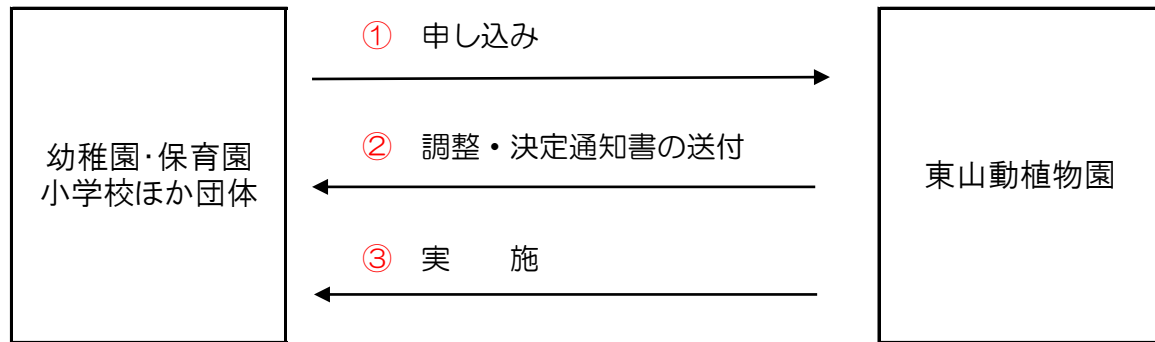 ① 申し込み
② 調整・決定通知書の送付
幼稚園･保育園
小学校ほか団体
東山動植物園
③ 実　　施